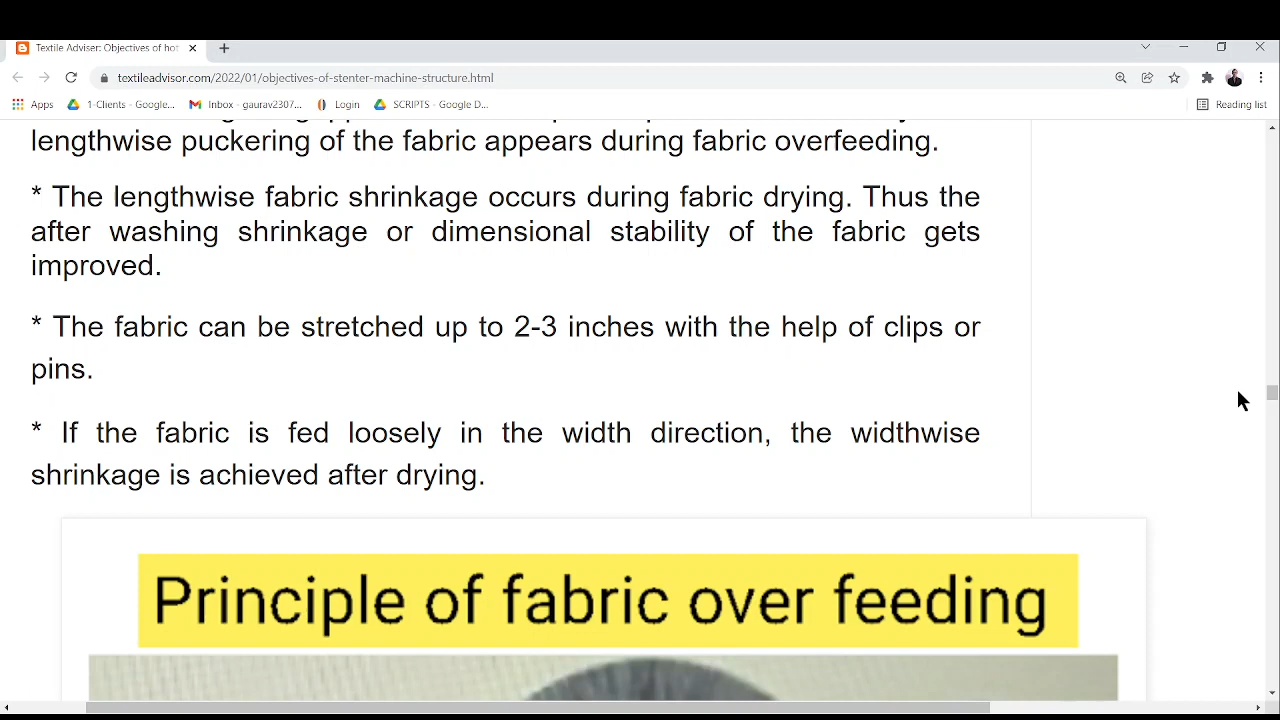 Textile Adviser: Objectives of hot
textileadvisor.com/2022/01/objectives-of-stenter-machine-structure.html
Apps 1-Clients - Google... Inbox - gaurav2307... Login SCRIPTS - Google D... Reading list
lengthwise puckering of the fabric appears during fabric overfeeding.
* The lengthwise fabric shrinkage occurs during fabric drying. Thus the
after washing shrinkage or dimensional stability of the fabric gets
improved.
* The fabric can be stretched up to 2-3 inches with the help of clips or
pins.
* If the fabric is fed loosely in the width direction, the widthwise
shrinkage is achieved after drying.
Principle of fabric over feeding